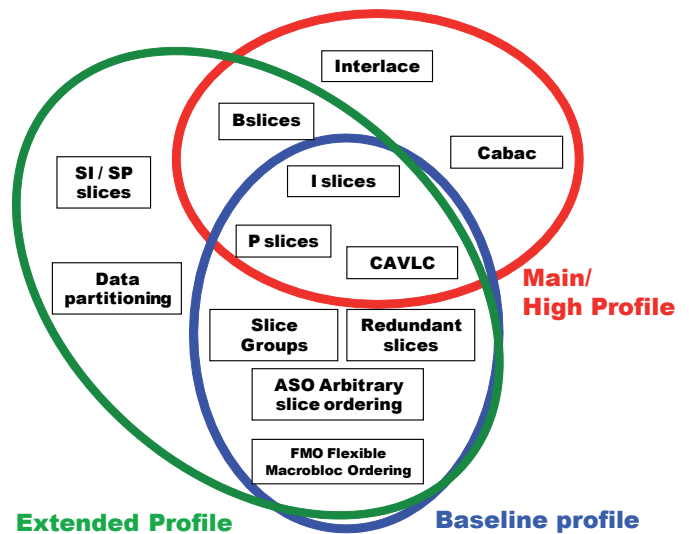 Interlace
Bslices
Cabac
SI / SP
slices
I slices
P slices
CAVLC
Data
partitioning
Main/
High Profile
Slice
Groups
Redundant
slices
ASO Arbitrary
slice ordering
FMO Flexible
Macrobloc Ordering
Extended Profile
Baseline profile